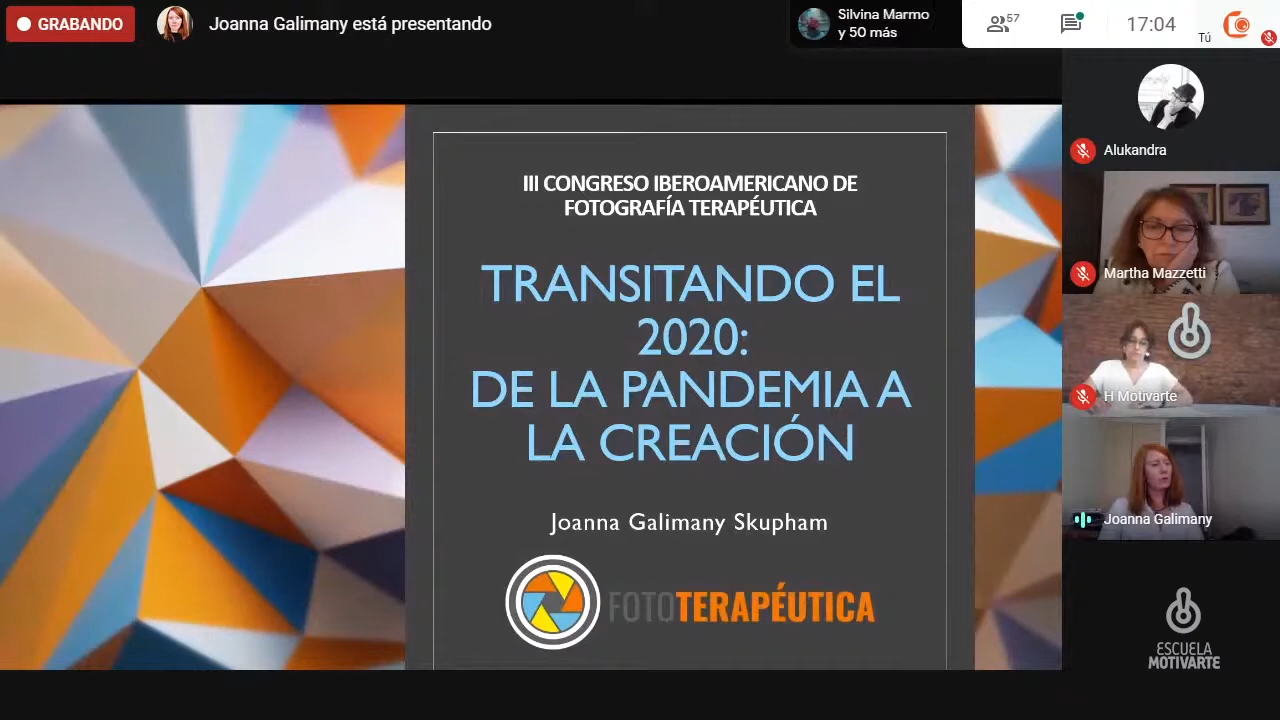 GRABANDO
Joanna Galimany está presentando
Silvina Marmo
y 50 más
57
17:04
Tú
III CONGRESO IBEROAMERICANO DE
FOTOGRAFÍA TERAPÉUTICA
TRANSITANDO EL
2020:
DE LA PANDEMIA A
LA CREACIÓN
Joanna Galimany Skupham
FOTOTERAPÉUTICA
Alukandra
Martha Mazzetti
H Motivarte
Joanna Galimany
ESCUELA
MOTIVARTE